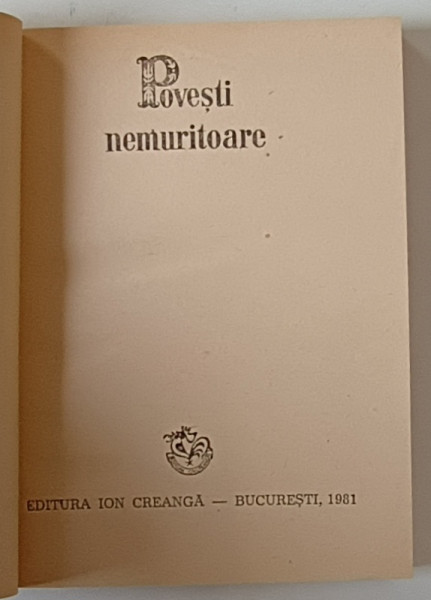 Povești
nemuritoare
EDITURA ION CREANGĂ — BUCUREȘTI, 1981